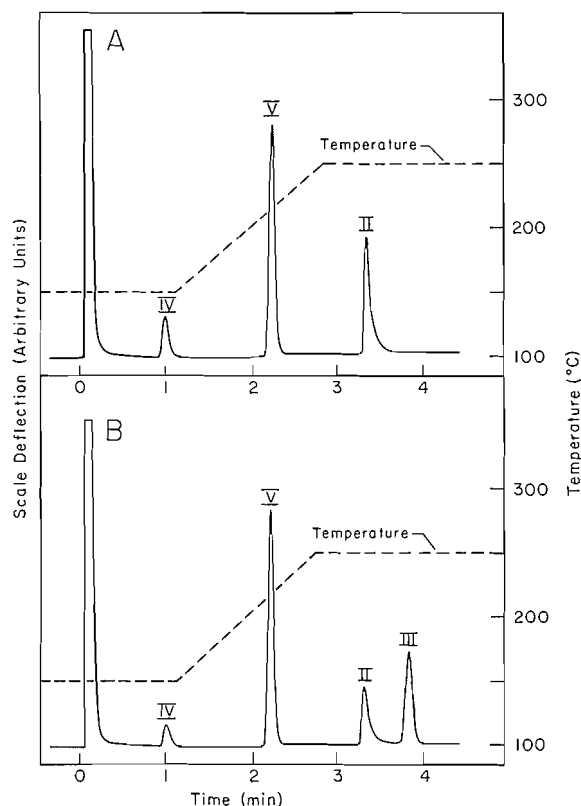 A
V
300
Temperature
200
IV
II
100
0 1 2 3 4
B
V
300
Temperature
200
III
II
IV
100
0 1 2 3 4
Time (min)
Scale Deflection (Arbitrary Units)
Temperature (°C)